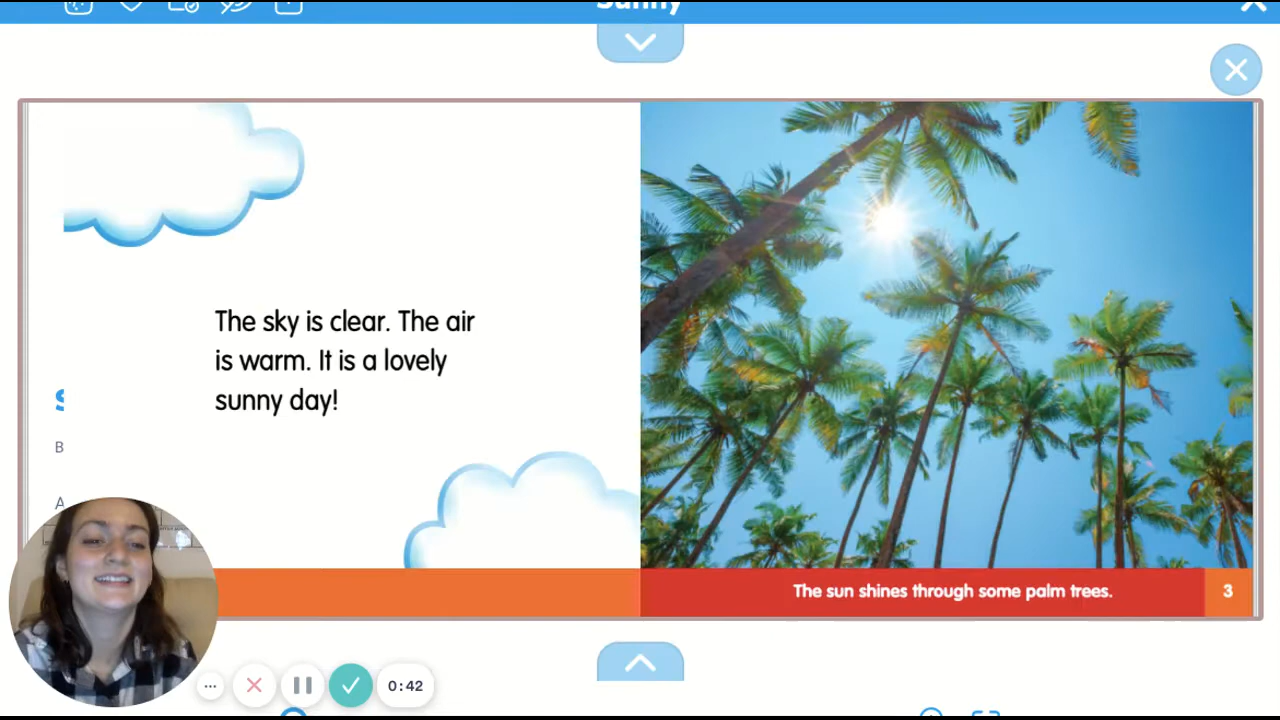 Sunny
The sky is clear. The air
is warm. It is a lovely
sunny day!
S
B
A
The sun shines through some palm trees.
3
0:42